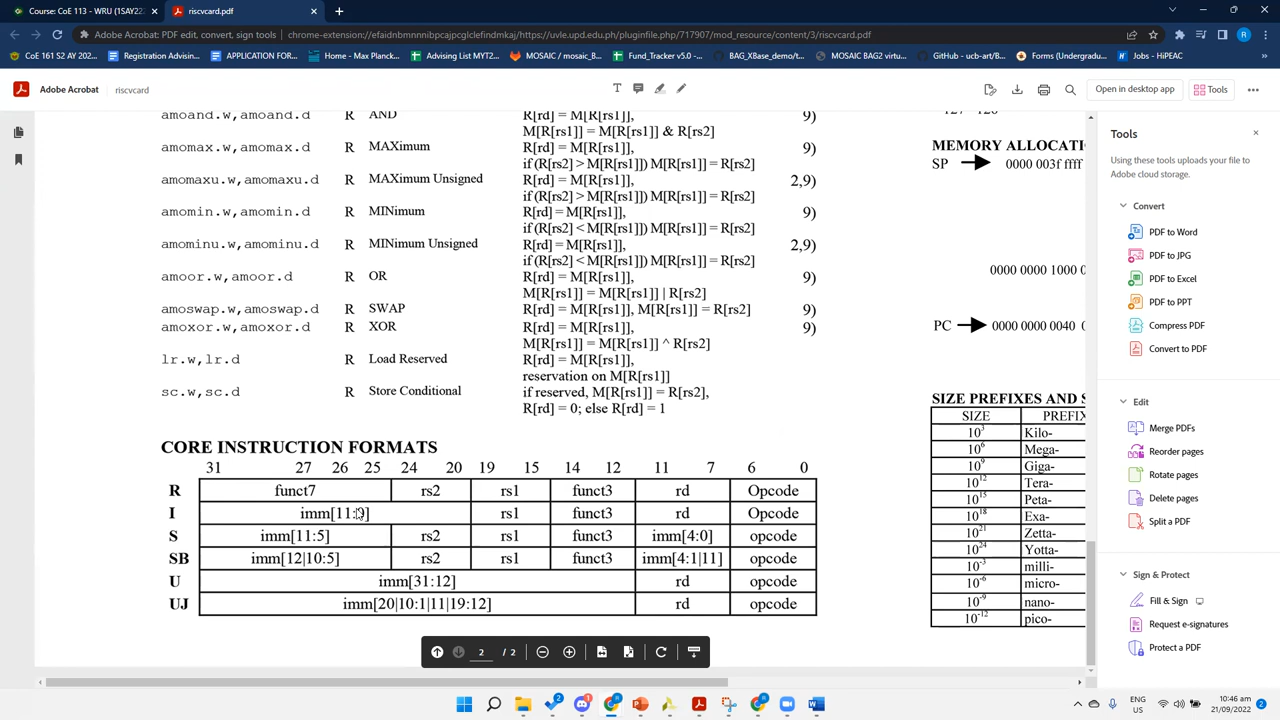 Course: CoE 113 - WRU (1SAY222
riscvcard.pdf
Adobe Acrobat: PDF edit, convert, sign tools | chrome-extension://efaidnbmnnnibpcajpcglclefindmkaj/https://uvle.upd.edu.ph/pluginfile.php/717907/mod_resource/content/3/riscvcard.pdf
CoE 161 S2 AY 2025
Registration APPLICATION FORM
Home - Max Planck
Advising List
MOSAIC / mosaic_b...
Fund_Tracker v5.0
BAG_XBase_demo/t...
MOSAIC BAG2 virtu...
GitHub - ucb-art/b...
Forms (Undergradu...
Jobs - HiPEAC
Adobe Acrobat
riscvcard
Open in desktop app
Tools
amoand.w,amoand.d R AND R[rd] = M[R[rs1]], 9)
M[R[rs1]] = M[R[rs1]] & R[rs2]
amomax.w,amomax.d R MAXimum R[rd] = M[R[rs1]], 9)
if (R[rs2] > M[R[rs1]]) M[R[rs1]] = R[rs2]
amomaxu.w,amomaxu.d R MAXimum Unsigned R[rd] = M[R[rs1]], 2,9)
if (R[rs2] > M[R[rs1]]) M[R[rs1]] = R[rs2]
amomin.w,amomin.d R MINimum R[rd] = M[R[rs1]], 9)
if (R[rs2] < M[R[rs1]]) M[R[rs1]] = R[rs2]
amominu.w,amominu.d R MINimum Unsigned R[rd] = M[R[rs1]], 2,9)
if (R[rs2] < M[R[rs1]]) M[R[rs1]] = R[rs2]
amoor.w,amoor.d R OR R[rd] = M[R[rs1]], 9)
M[R[rs1]] = M[R[rs1]] | R[rs2]
amoswap.w,amoswap.d R SWAP R[rd] = M[R[rs1]], M[R[rs1]] = R[rs2] 9)
amoxor.w,amoxor.d R XOR R[rd] = M[R[rs1]], 9)
M[R[rs1]] = M[R[rs1]] ^ R[rs2]
lr.w,lr.d R Load Reserved R[rd] = M[R[rs1]],
reservation on M[R[rs1]]
sc.w,sc.d R Store Conditional if reserved, M[R[rs1]] = R[rs2],
R[rd] = 0; else R[rd] = 1
CORE INSTRUCTION FORMATS
31 27 26 25 24 20 19 15 14 12 11 7 6 0
R funct7 rs2 rs1 funct3 rd Opcode
I imm[11: rs1 funct3 rd Opcode
S imm[11:5] rs2 rs1 funct3 imm[4:0] opcode
SB imm[12|10:5] rs2 rs1 funct3 imm[4:1|11] opcode
U imm[31:12] rd opcode
UJ imm[20|10:1|11|19:12] rd opcode
MEMORY ALLOCATI
SP 0000 003f ffff
0000 0000 1000 0
PC 0000 0000 0040 0
SIZE PREFIXES AND S
SIZE PREFIX
10³ Kilo-
10⁶ Mega-
10⁹ Giga-
10¹² Tera-
10¹⁵ Peta-
10¹⁸ Exa-
10²¹ Zetta-
10²⁴ Yotta-
10⁻³ milli-
10⁻⁶ micro-
10⁻⁹ nano-
10⁻¹² pico-
2 / 2
Tools
Using these tools uploads your file to
Adobe cloud storage.
Convert
PDF to Word
PDF to JPG
PDF to Excel
PDF to PPT
Compress PDF
Convert to PDF
Edit
Merge PDFs
Reorder pages
Rotate pages
Delete pages
Split a PDF
Sign & Protect
Fill & Sign
Request e-signatures
Protect a PDF
ENG
US
10:46 am
21/09/2022